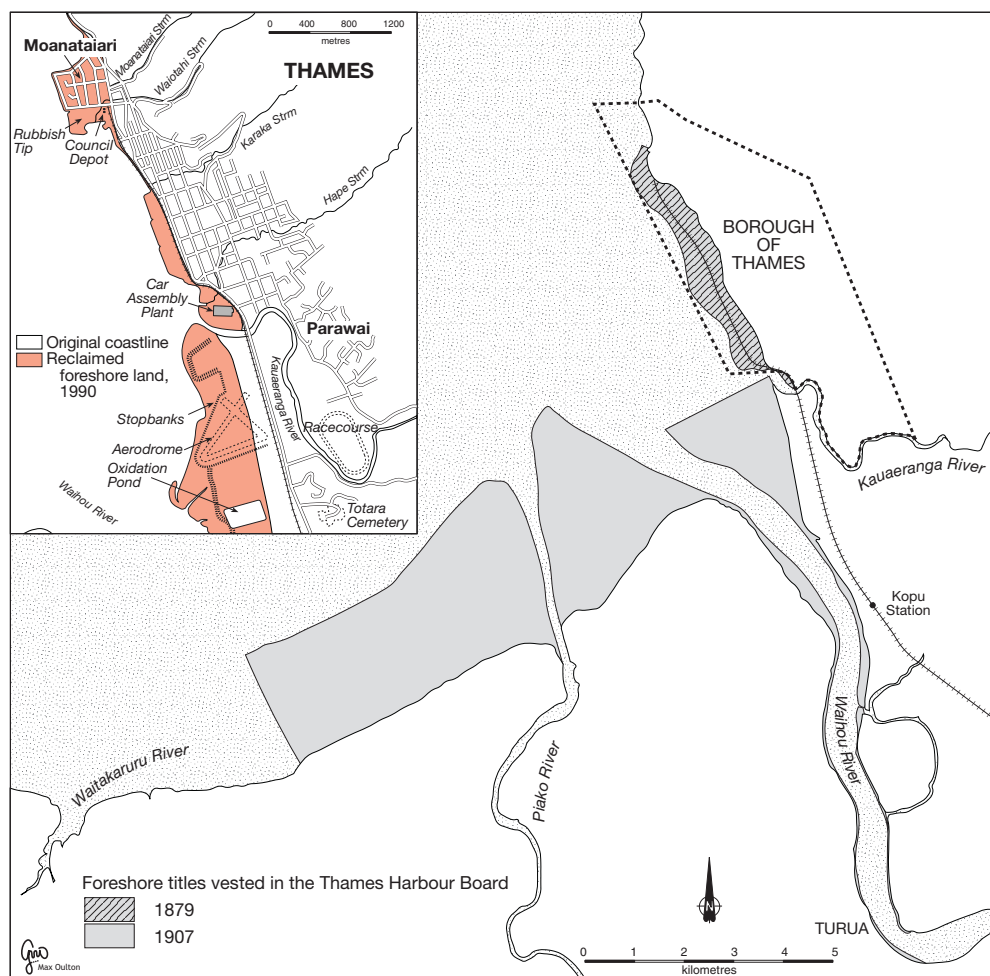 0 400 800 1200
metres
Moanataiari
Moanataiari Strm
Waiotahi Strm
THAMES
Rubbish
Tip
Council
Depot
Karaka Strm
Hape Strm
Car
Assembly
Plant
Parawai
Original coastline
Reclaimed
foreshore land,
1990
Stopbanks
Kauaeranga River
Racecourse
Aerodrome
Oxidation
Pond
Waihou River
Totara
Cemetery
BOROUGH
OF
THAMES
Kauaeranga River
Kopu
Station
Waihou River
Waitakaruru River
Piako River
Foreshore titles vested in the Thames Harbour Board
1879
1907
N
TURUA
0 1 2 3 4 5
kilometres
gmo
Max Oulton